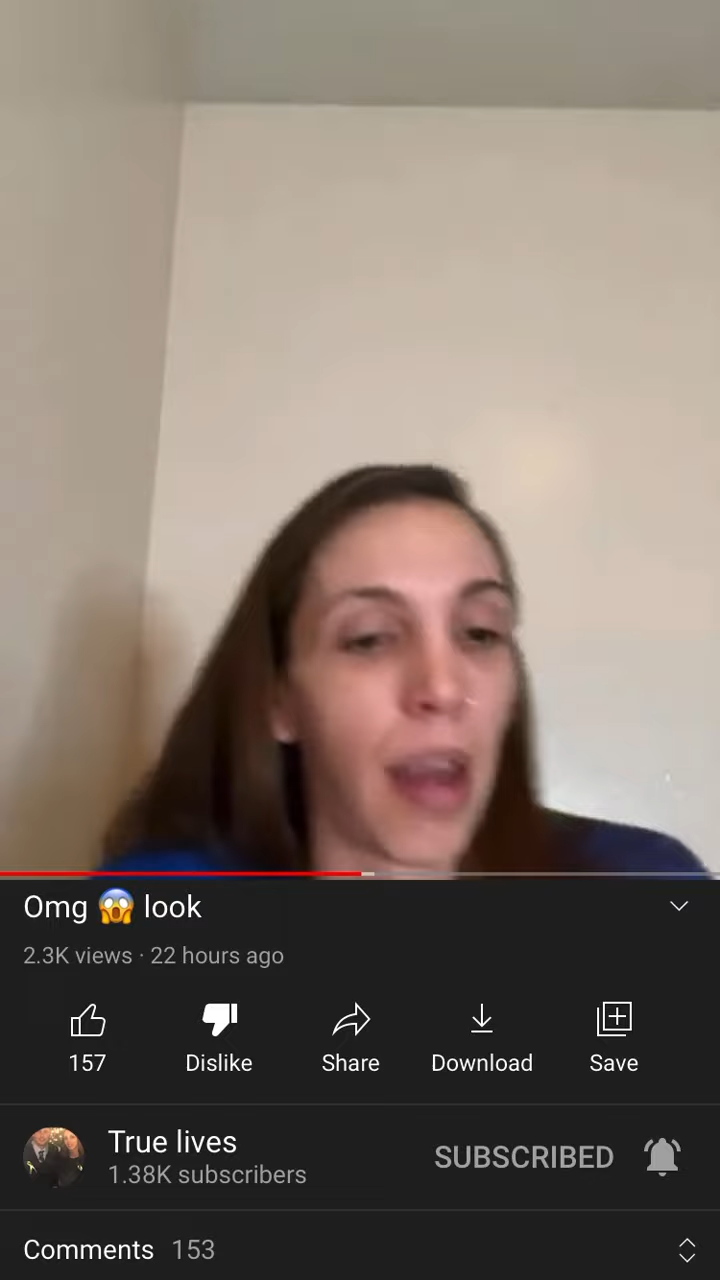 Omg 😱 look
2.3K views · 22 hours ago
157
Dislike
Share
Download
Save
True lives
1.38K subscribers
SUBSCRIBED
Comments 153